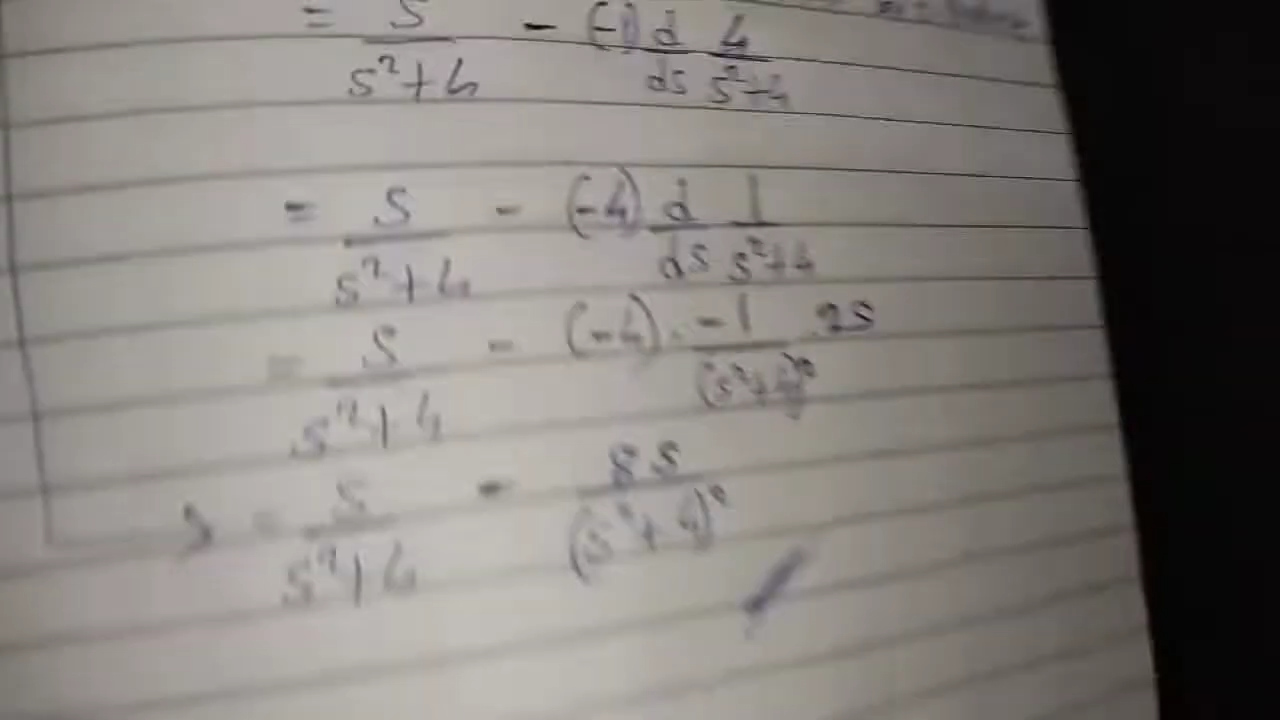 = s/(s²+4) - (-1) d/ds 4/(s²+4)
= s/(s²+4) - (-4) d/ds 1/(s²+4)
= s/(s²+4) - (-4) . -1/(s²+4)² . 2s
= s/(s²+4) - 8s/(s²+4)²